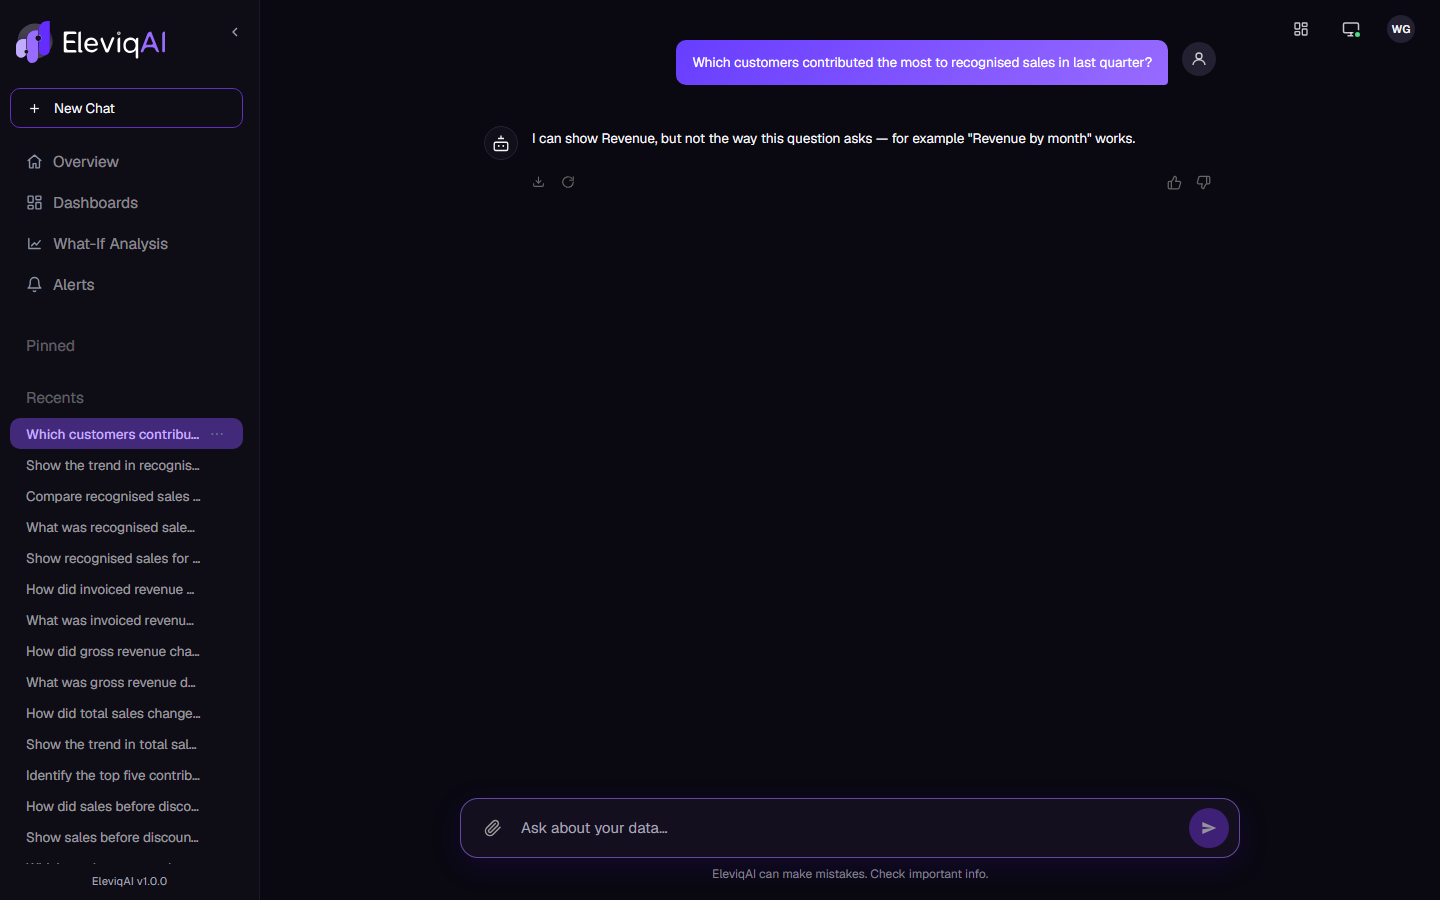 EleviqAI
New Chat
Overview
Dashboards
What-If Analysis
Alerts
Pinned
Recents
Which customers contribu...
Show the trend in recognis...
Compare recognised sales ...
What was recognised sale...
Show recognised sales for ...
How did invoiced revenue ...
What was invoiced revenu...
How did gross revenue cha...
What was gross revenue d...
How did total sales change...
Show the trend in total sal...
Identify the top five contrib...
How did sales before disco...
Show sales before discoun...
EleviqAI v1.0.0
WG
Which customers contributed the most to recognised sales in last quarter?
I can show Revenue, but not the way this question asks — for example "Revenue by month" works.
Ask about your data...
EleviqAI can make mistakes. Check important info.